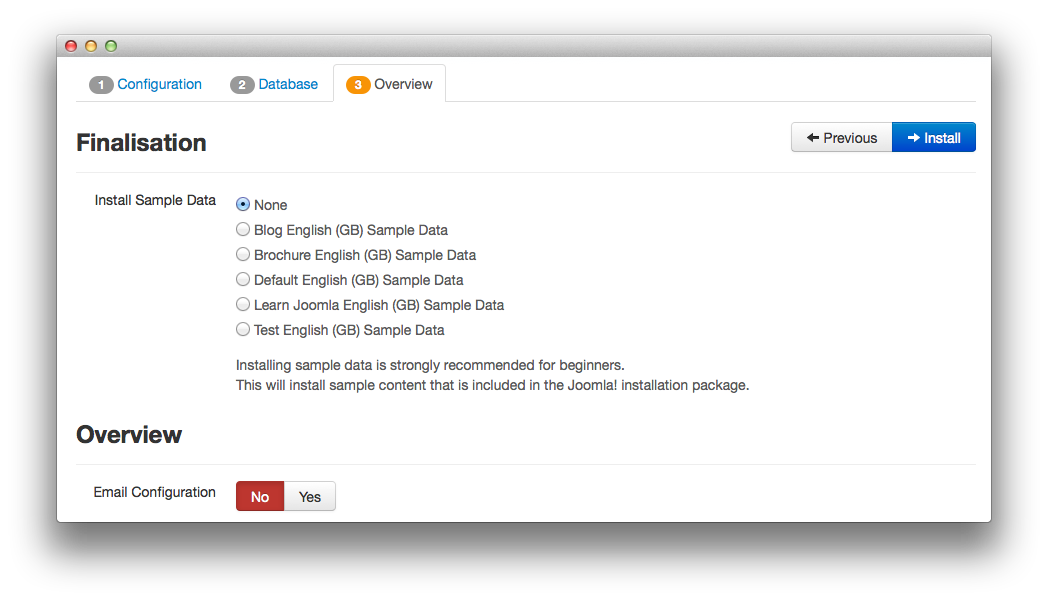 1 Configuration 2 Database 3 Overview
Finalisation
Previous Install
Install Sample Data
None
Blog English (GB) Sample Data
Brochure English (GB) Sample Data
Default English (GB) Sample Data
Learn Joomla English (GB) Sample Data
Test English (GB) Sample Data
Installing sample data is strongly recommended for beginners.
This will install sample content that is included in the Joomla! installation package.
Overview
Email Configuration No Yes